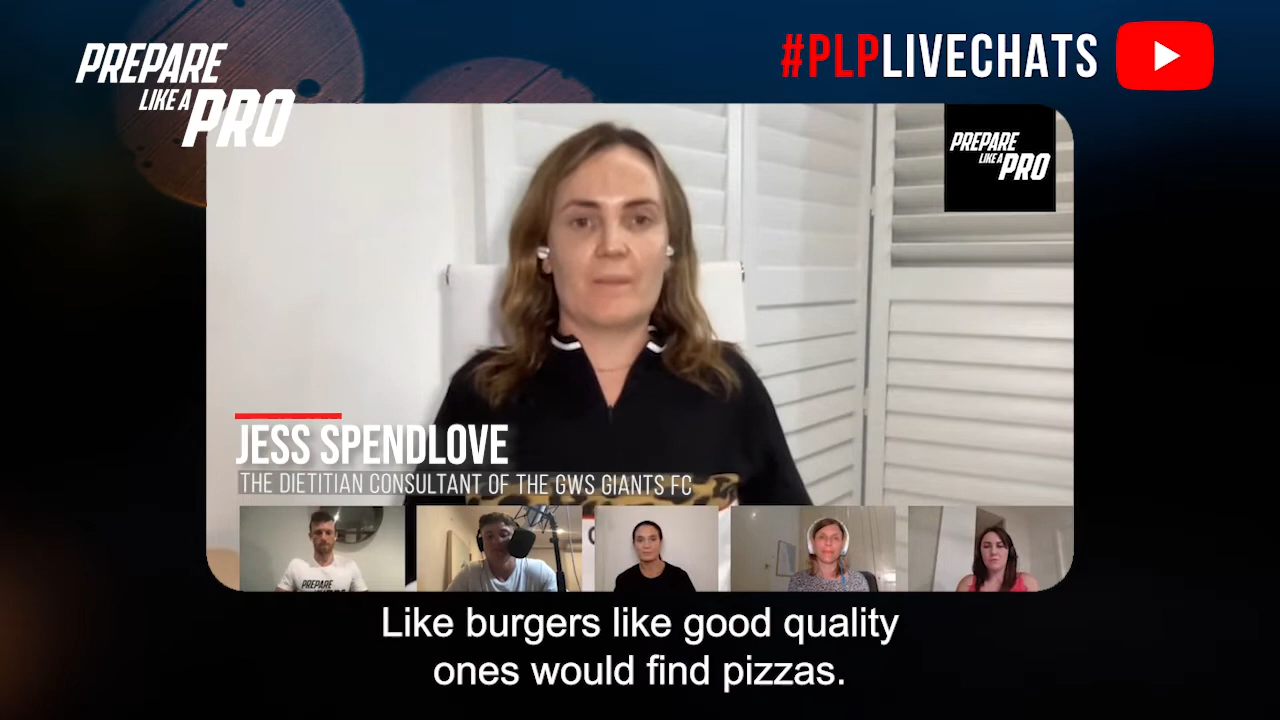 PREPARE
LIKE A
PRO
#PLPLIVECHATS
PREPARE
LIKE A
PRO
JESS SPENDLOVE
THE DIETITIAN CONSULTANT OF THE GWS GIANTS FC
PREPARE
Like burgers like good quality
ones would find pizzas.